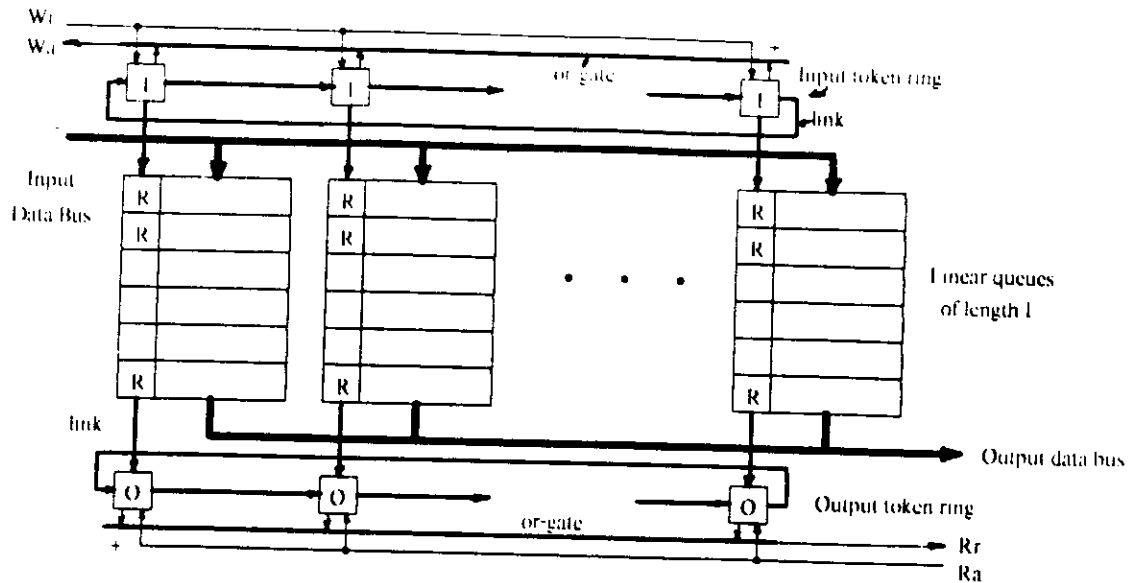 Wa
or-gate
+
Input token ring
I
I
I
link
Input
Data Bus
R
R
R
R
R
R
Linear queues
of length l
R
R
R
link
Output data bus
O
O
O
Output token ring
or-gate
+
Rr
Ra